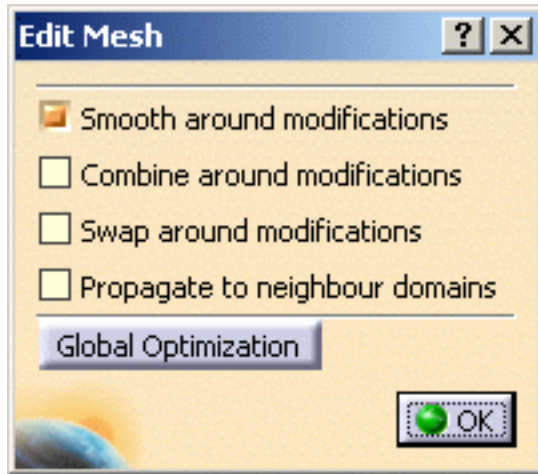 Edit Mesh
Smooth around modifications
Combine around modifications
Swap around modifications
Propagate to neighbour domains
Global Optimization
OK